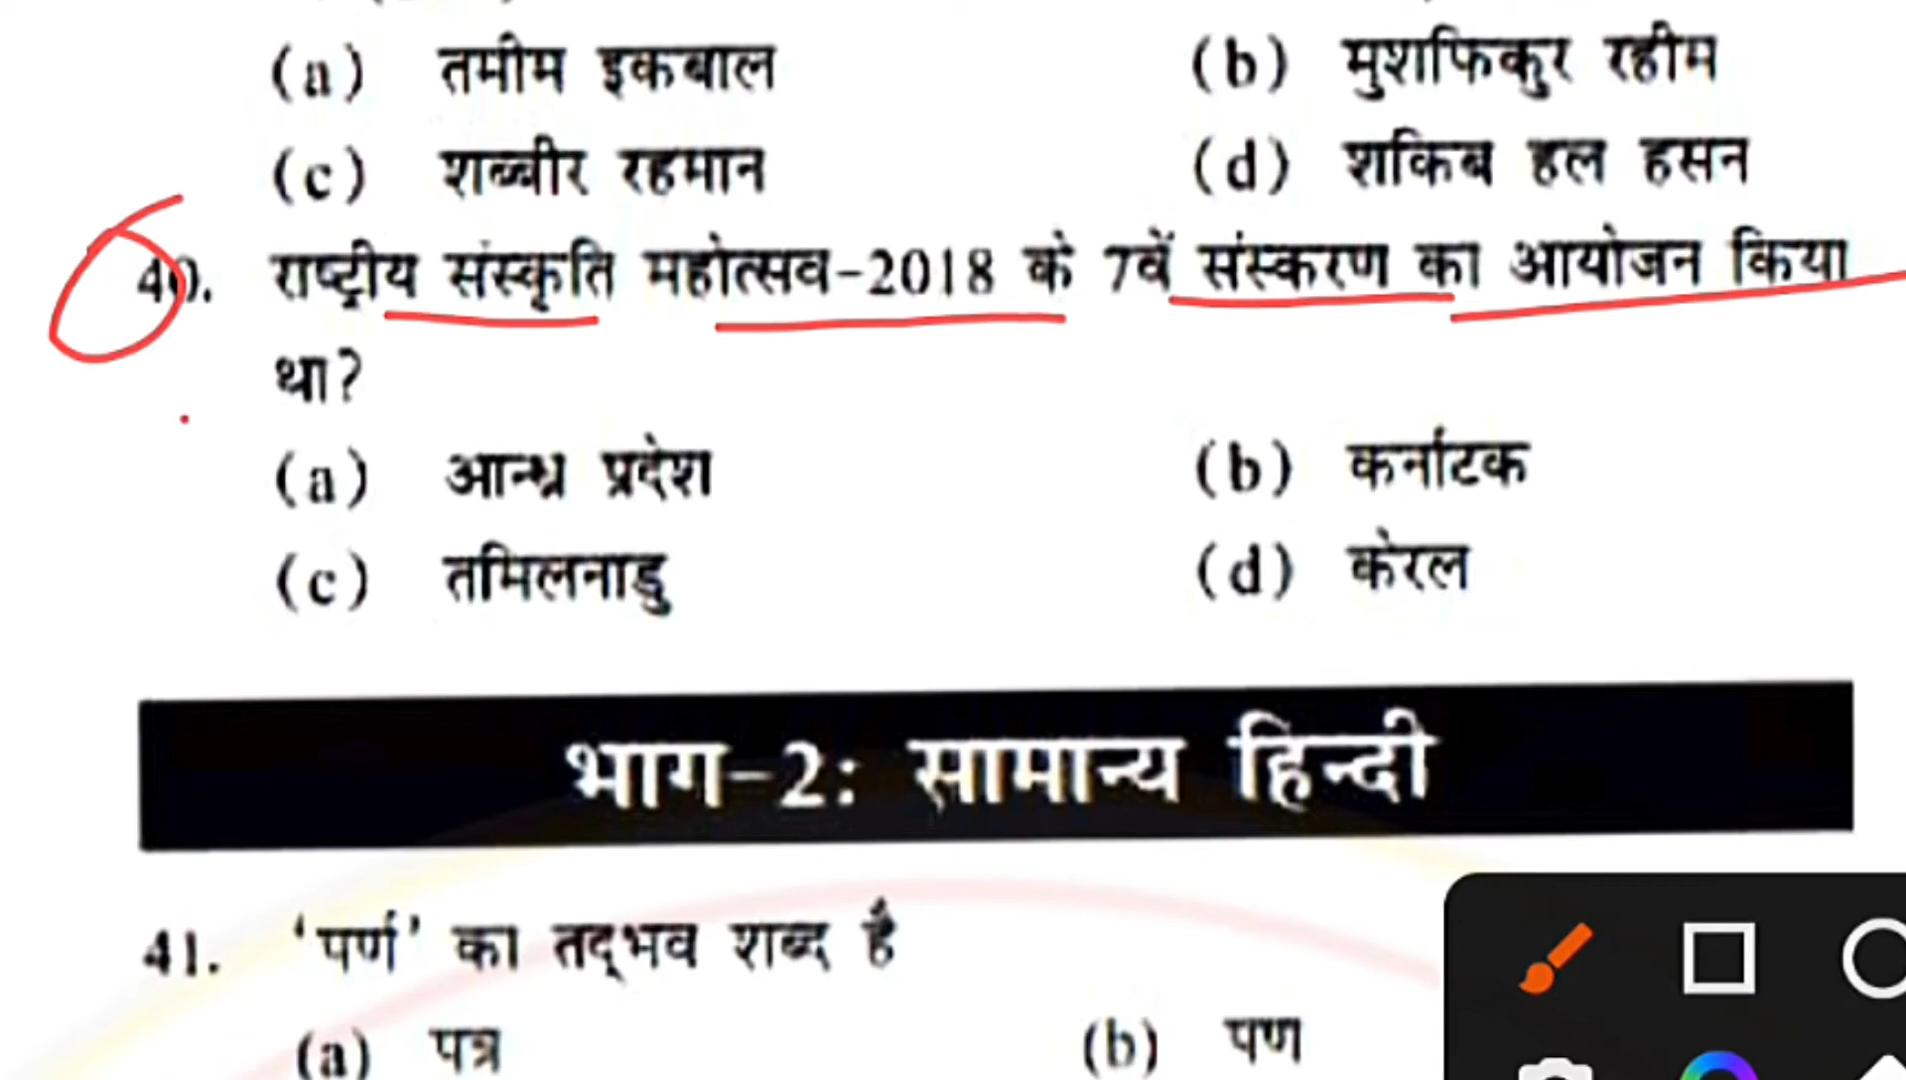 (a) तमीम इकबाल (b) मुशफिकुर रहीम
(c) शब्बीर रहमान (d) शकिब हल हसन
40. राष्ट्रीय संस्कृति महोत्सव-2018 के 7वें संस्करण का आयोजन किया
था?
(a) आन्ध्र प्रदेश (b) कर्नाटक
(c) तमिलनाडु (d) केरल
भाग-2: सामान्य हिन्दी
41. 'पर्ण' का तद्भव शब्द है
(a) पत्र (b) पण